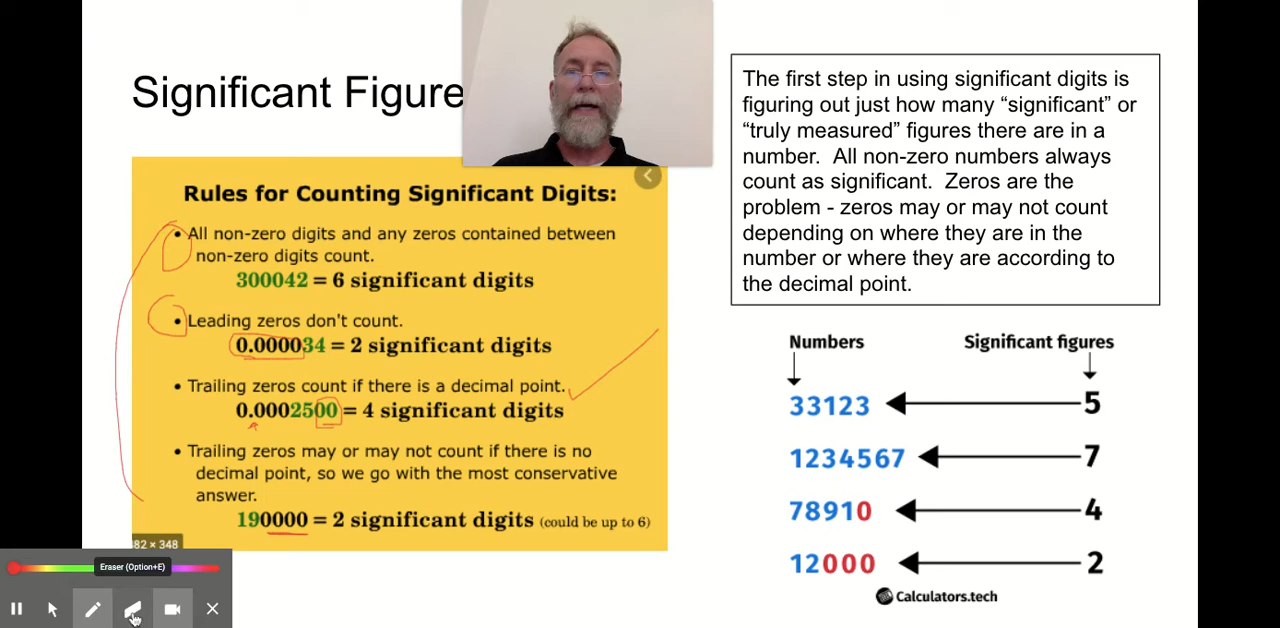 Significant Figure
Rules for Counting Significant Digits:
• All non-zero digits and any zeros contained between
non-zero digits count.
300042 = 6 significant digits
• Leading zeros don't count.
0.000034 = 2 significant digits
• Trailing zeros count if there is a decimal point.
0.0002500 = 4 significant digits
• Trailing zeros may or may not count if there is no
decimal point, so we go with the most conservative
answer.
190000 = 2 significant digits (could be up to 6)
82 × 348
Eraser (Option+E)
The first step in using significant digits is
figuring out just how many “significant” or
“truly measured” figures there are in a
number.  All non-zero numbers always
count as significant.  Zeros are the
problem - zeros may or may not count
depending on where they are in the
number or where they are according to
the decimal point.
Numbers Significant figures
33123 5
1234567 7
78910 4
12000 2
Calculators.tech